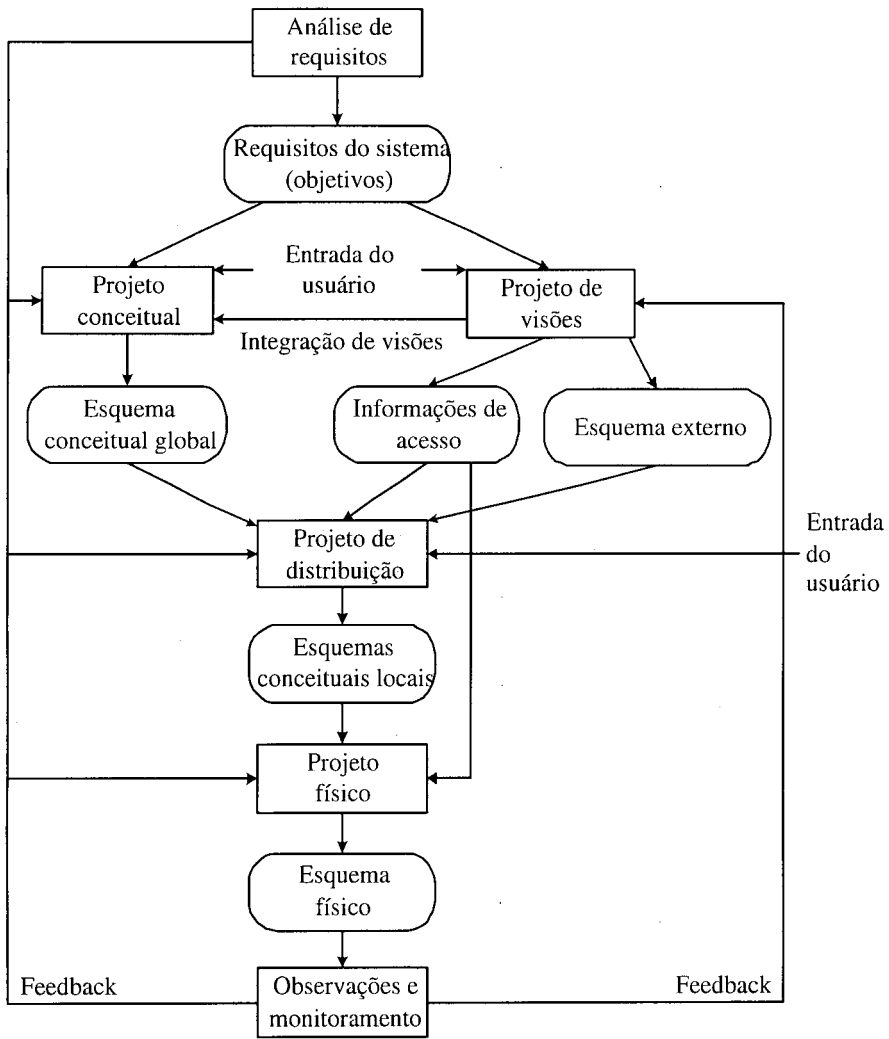 Análise de
requisitos
Requisitos do sistema
(objetivos)
Entrada do
usuário
Projeto
conceitual
Projeto de
visões
Integração de visões
Esquema
conceitual global
Informações de
acesso
Esquema externo
Projeto de
distribuição
Entrada
do
usuário
Esquemas
conceituais locais
Projeto
físico
Esquema
físico
Feedback
Observações e
monitoramento
Feedback